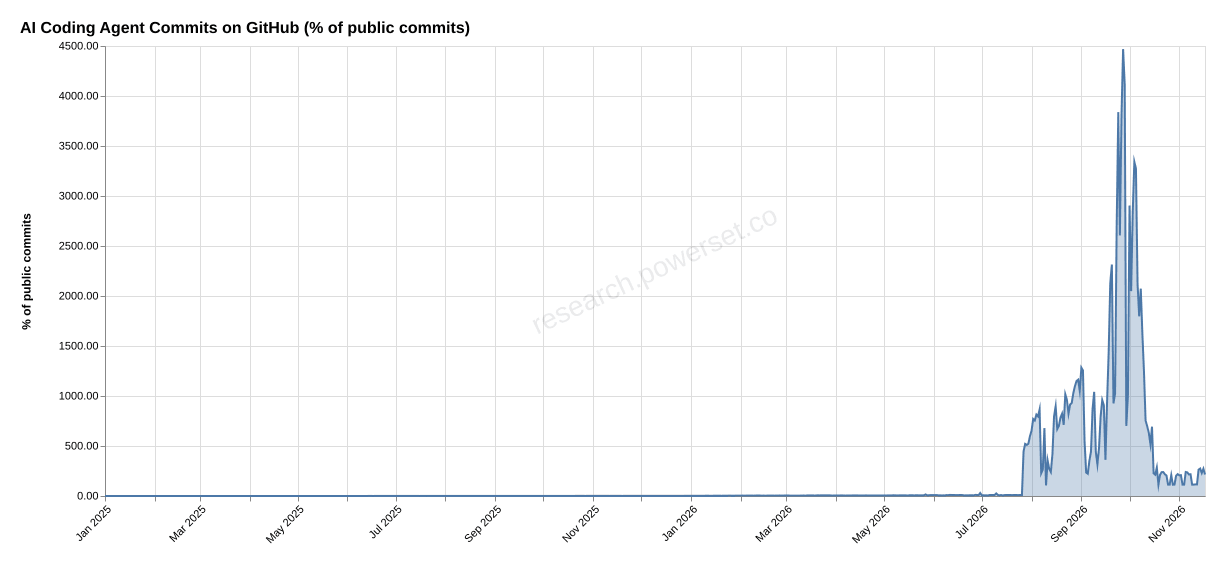 AI Coding Agent Commits on GitHub (% of public commits)
% of public commits
4500.00
4000.00
3500.00
3000.00
2500.00
2000.00
1500.00
1000.00
500.00
0.00
research.powerset.co
Jan 2025
Mar 2025
May 2025
Jul 2025
Sep 2025
Nov 2025
Jan 2026
Mar 2026
May 2026
Jul 2026
Sep 2026
Nov 2026